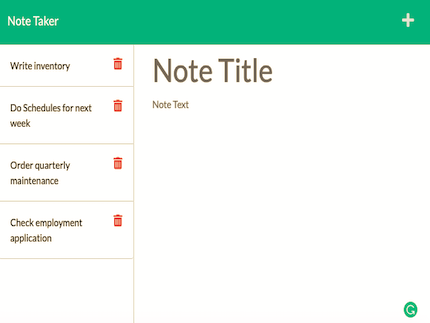 Note Taker
Write inventory
Do Schedules for next
week
Order quarterly
maintenance
Check employment
application
Note Title
Note Text